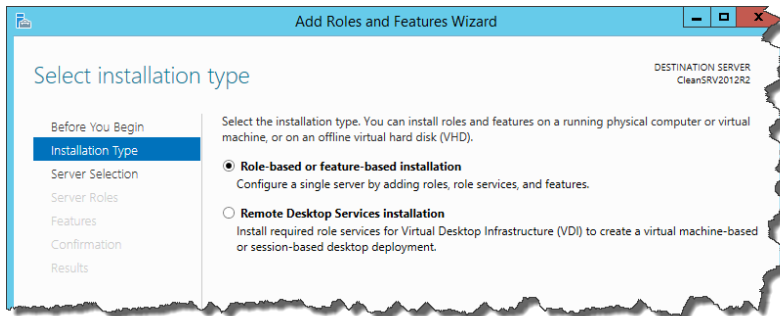 Add Roles and Features Wizard
Select installation type
DESTINATION SERVER
CleanSRV2012R2
Before You Begin
Installation Type
Server Selection
Server Roles
Features
Confirmation
Results
Select the installation type. You can install roles and features on a running physical computer or virtual
machine, or on an offline virtual hard disk (VHD).
Role-based or feature-based installation
Configure a single server by adding roles, role services, and features.
Remote Desktop Services installation
Install required role services for Virtual Desktop Infrastructure (VDI) to create a virtual machine-based
or session-based desktop deployment.